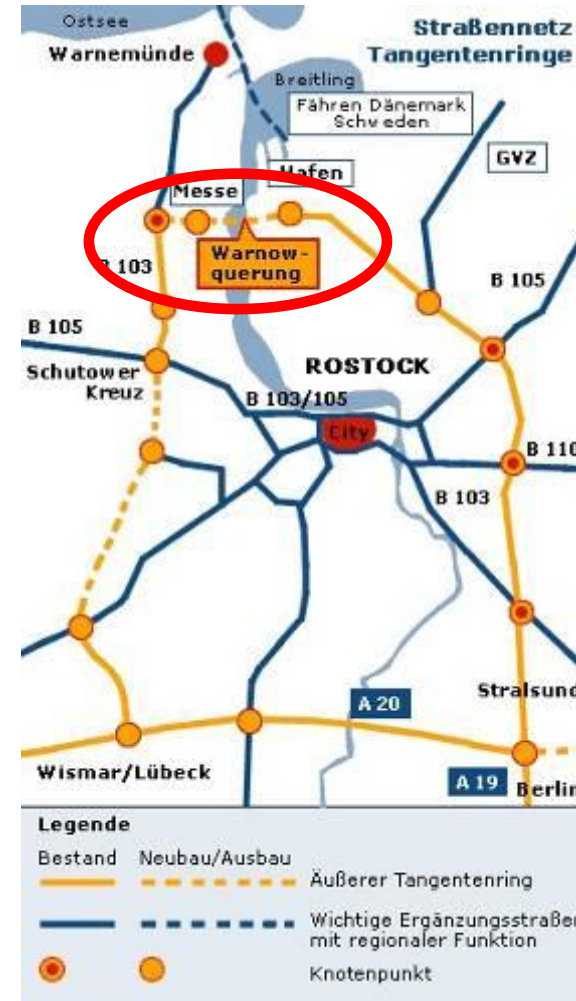 Ostsee
Straßennetz
Tangentenringe
Warnemünde
Breitling
Fähren Dänemark
Schweden
GVZ
Hafen
Messe
Warnow-
querung
103
B 105
B 105
Schutower
Kreuz
ROSTOCK
B 103/105
City
B 110
B 103
Stralsund
A 20
Wismar/Lübeck
A 19
Berlin
Legende
Bestand Neubau/Ausbau
Äußerer Tangentenring
Wichtige Ergänzungsstraßen
mit regionaler Funktion
Knotenpunkt